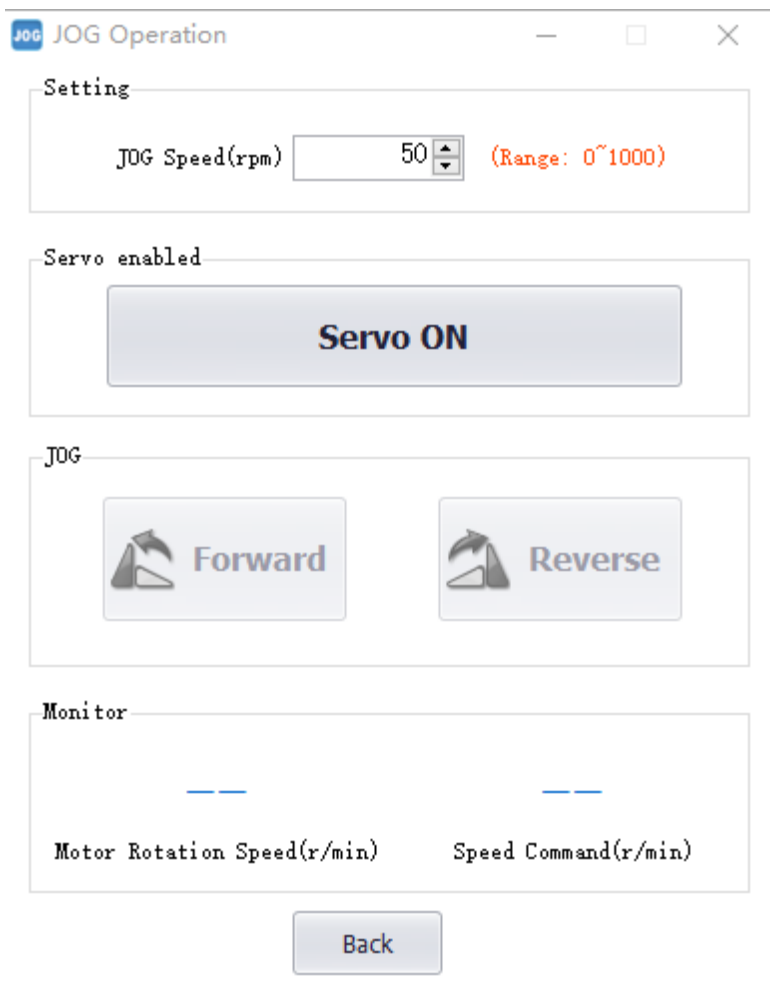 JOG JOG Operation
Setting
JOG Speed(rpm) 50 (Range: 0~1000)
Servo enabled
Servo ON
JOG
Forward Reverse
Monitor
—— ——
Motor Rotation Speed(r/min) Speed Command(r/min)
Back